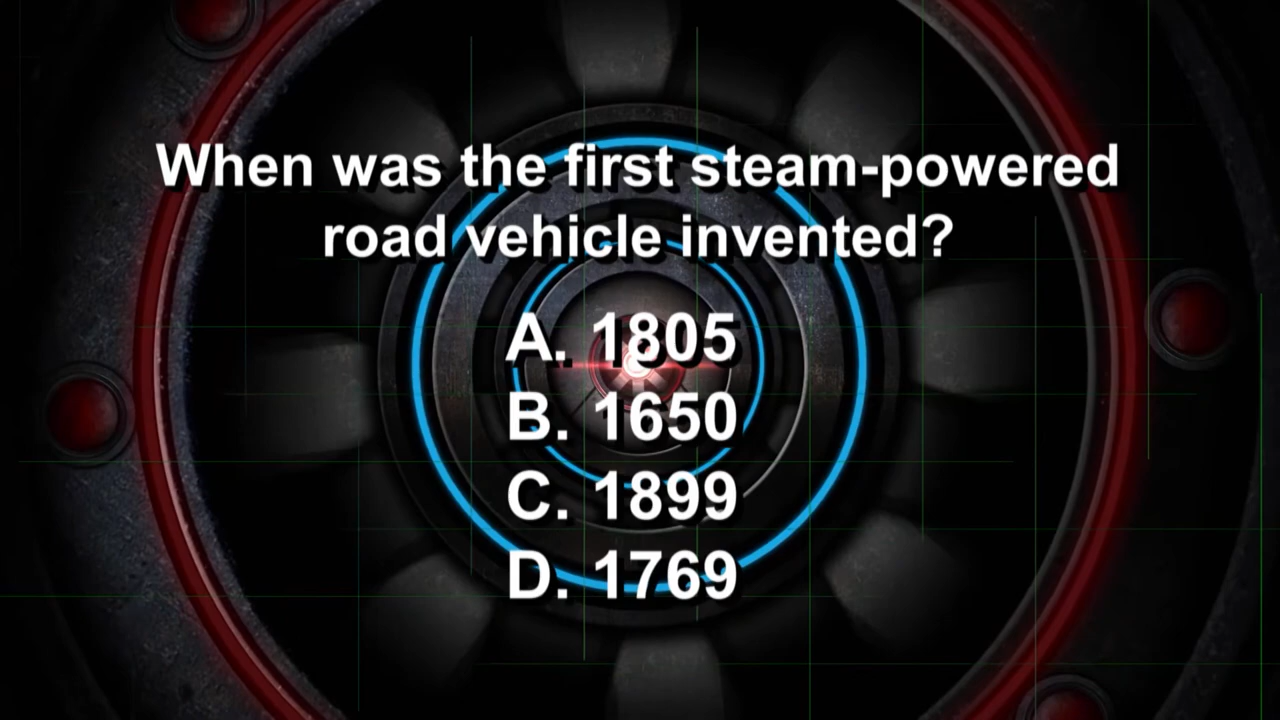 When was the first steam-powered
road vehicle invented?
A. 1805
B. 1650
C. 1899
D. 1769